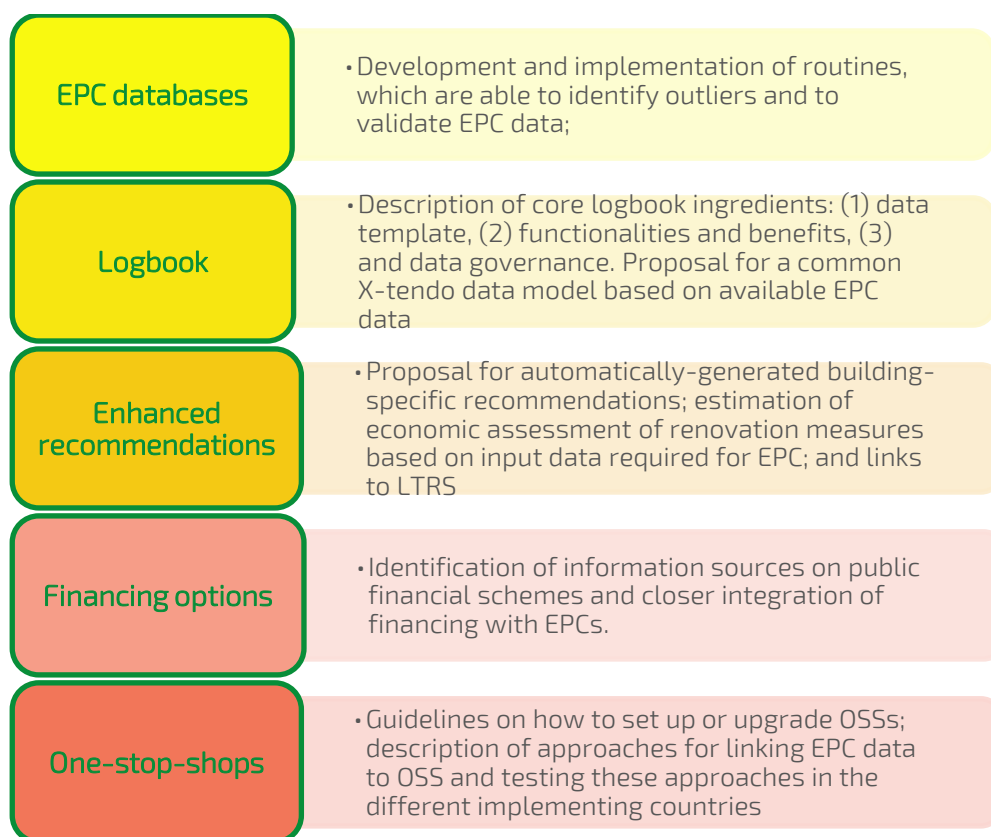 EPC databases
• Development and implementation of routines,
which are able to identify outliers and to
validate EPC data;
Logbook
• Description of core logbook ingredients: (1) data
template, (2) functionalities and benefits, (3)
and data governance. Proposal for a common
X-tendo data model based on available EPC
data
Enhanced
recommendations
• Proposal for automatically-generated building-
specific recommendations; estimation of
economic assessment of renovation measures
based on input data required for EPC; and links
to LTRS
Financing options
• Identification of information sources on public
financial schemes and closer integration of
financing with EPCs.
One-stop-shops
• Guidelines on how to set up or upgrade OSSs;
description of approaches for linking EPC data
to OSS and testing these approaches in the
different implementing countries